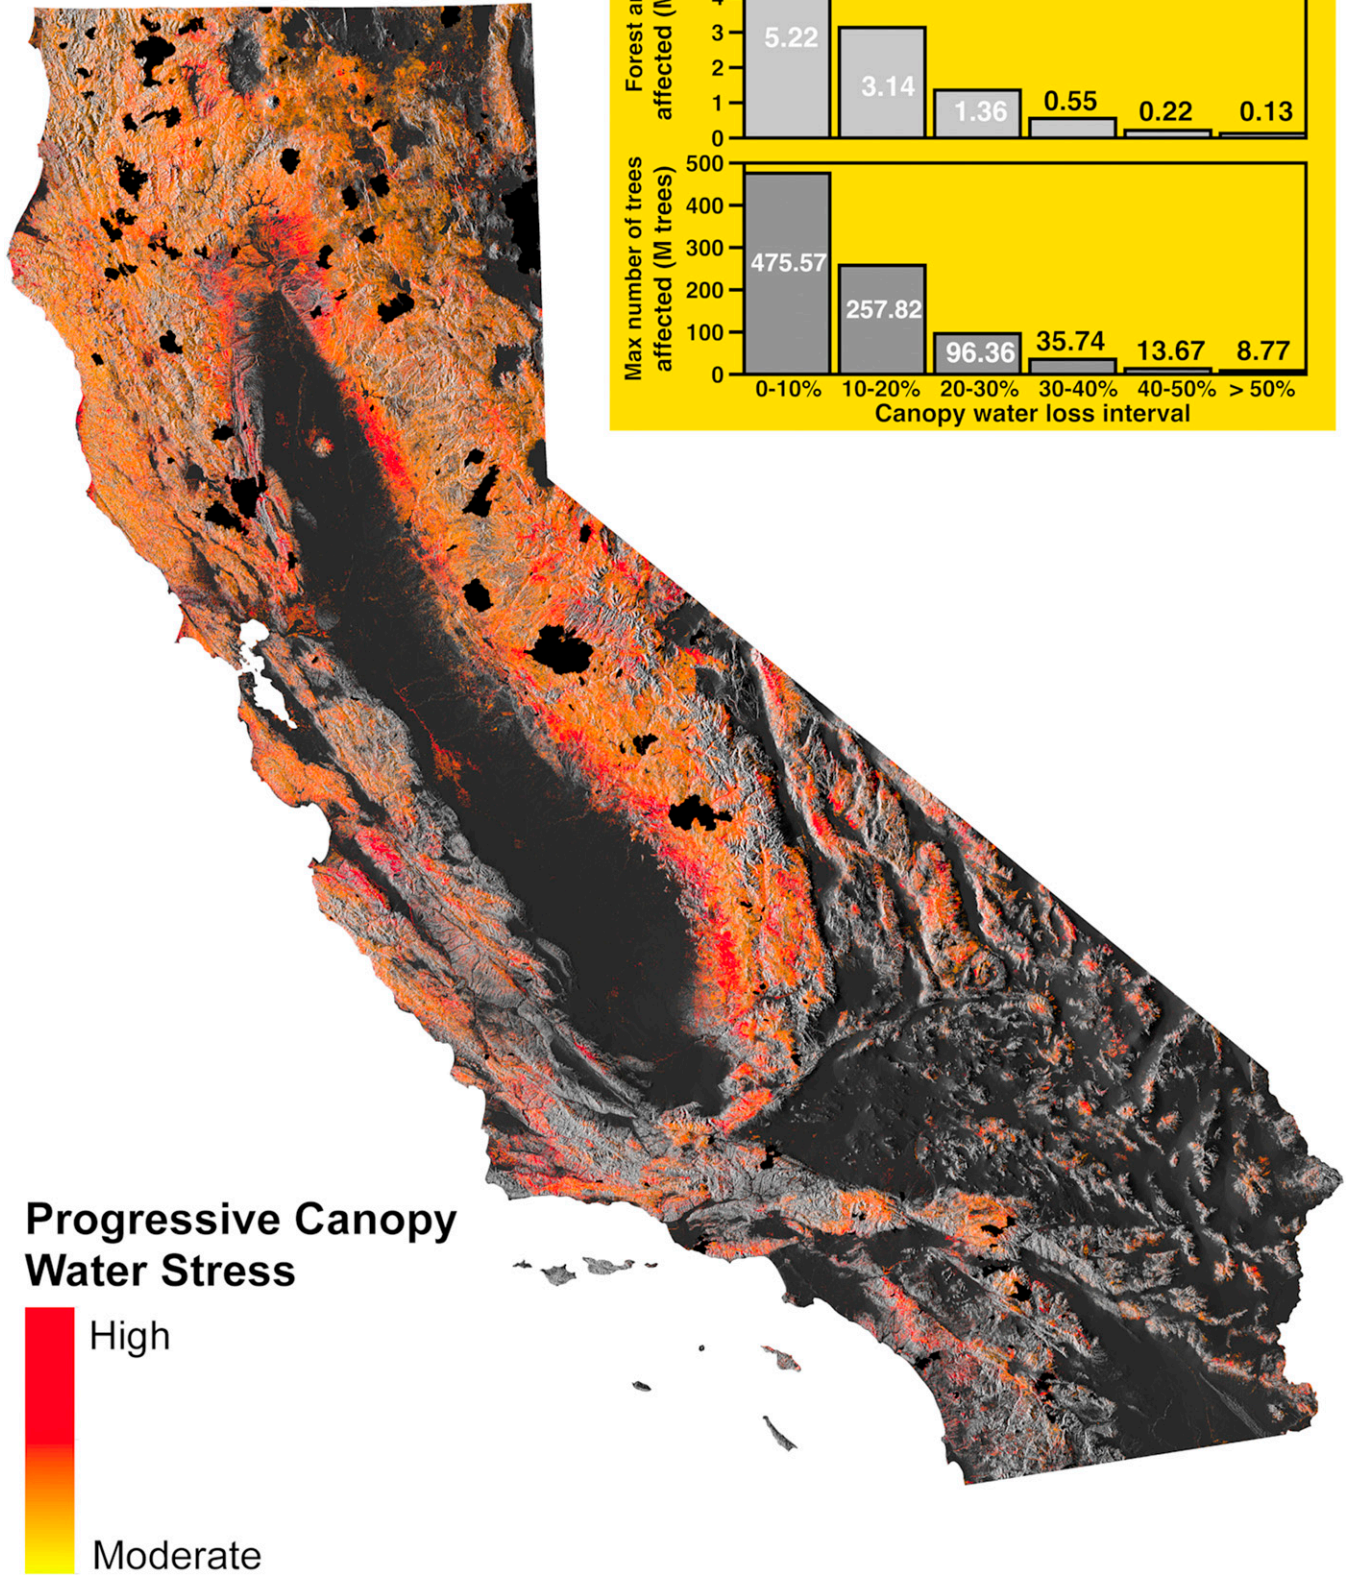 Forest
affected
4
3
2
1
0
5.22
3.14
1.36
0.55
0.22
0.13
Max number of trees
affected (M trees)
500
400
300
200
100
0
475.57
257.82
96.36
35.74
13.67
8.77
0-10% 10-20% 20-30% 30-40% 40-50% > 50%
Canopy water loss interval
Progressive Canopy
Water Stress
High
Moderate